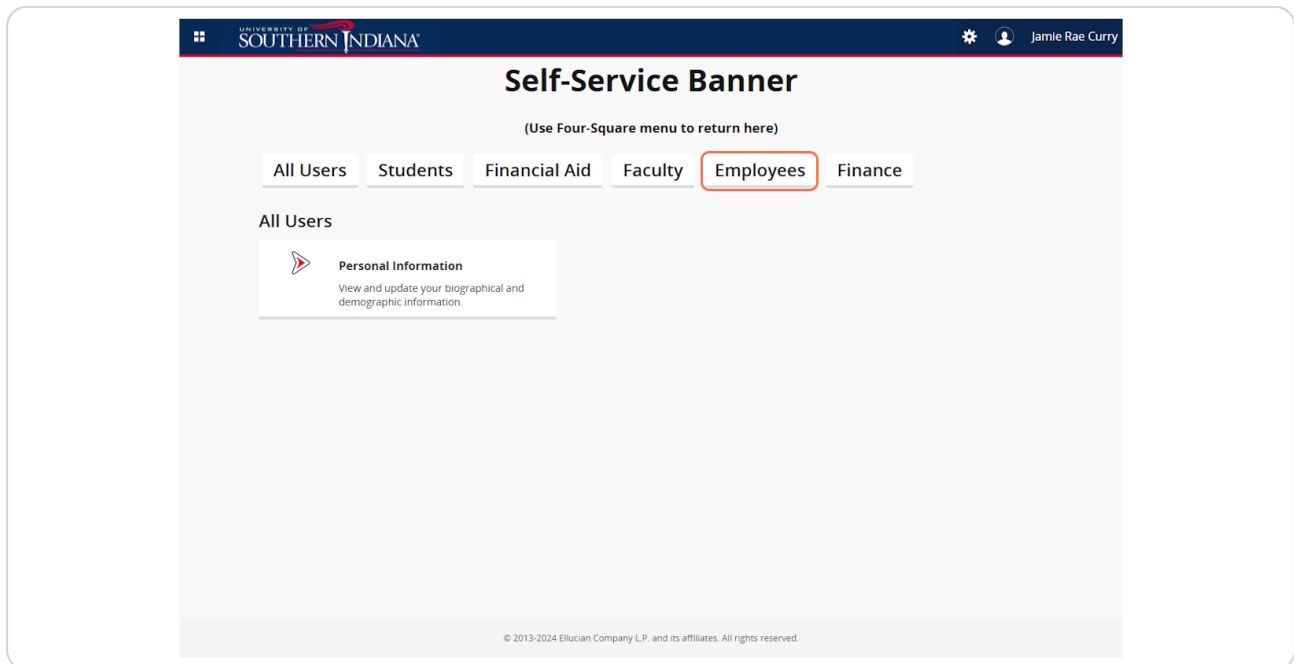 UNIVERSITY OF
SOUTHERN INDIANA
Jamie Rae Curry
Self-Service Banner
(Use Four-Square menu to return here)
All Users Students Financial Aid Faculty Employees Finance
All Users
Personal Information
View and update your biographical and
demographic information.
© 2013-2024 Ellucian Company L.P. and its affiliates. All rights reserved.